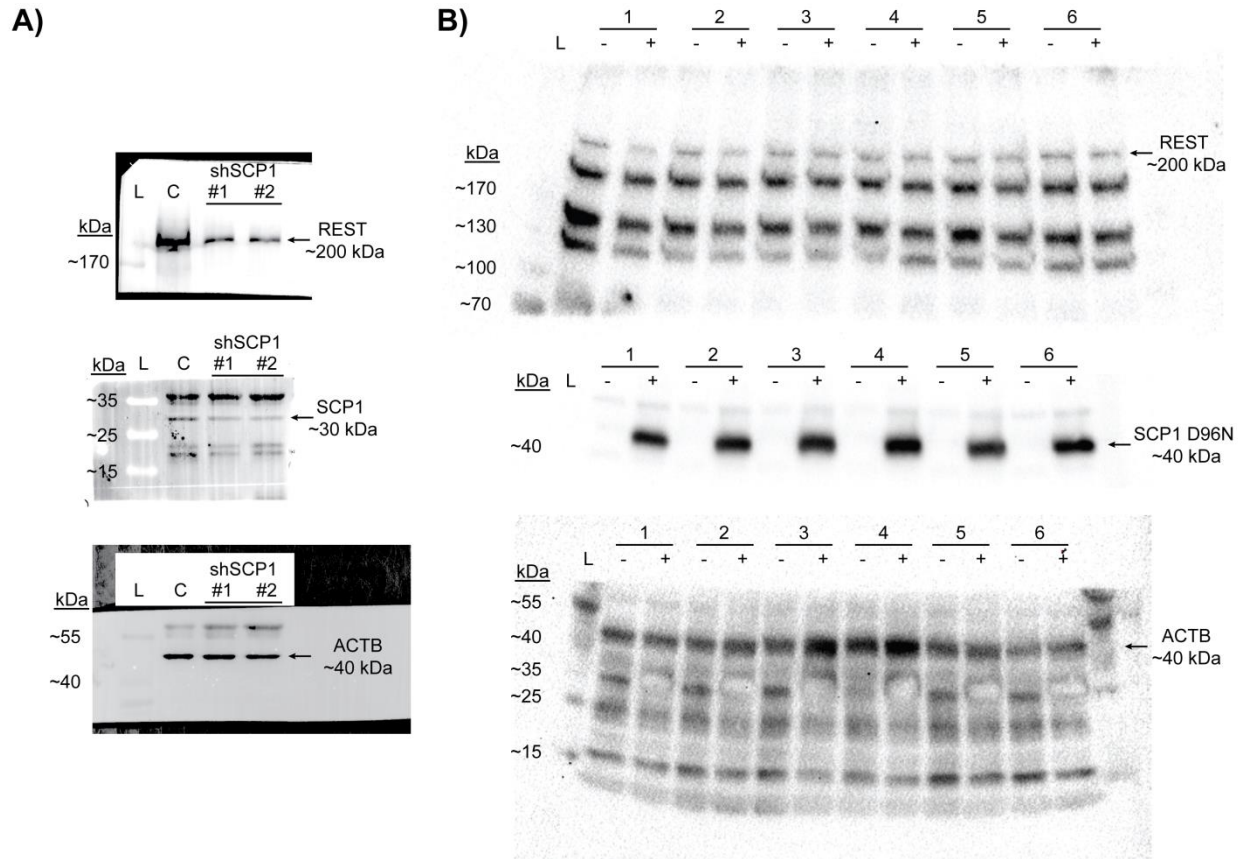 A)
shSCP1
L C #1 #2
kDa
~170
REST
~200 kDa
shSCP1
kDa L C #1 #2
~35
~25
~15
SCP1
~30 kDa
shSCP1
L C #1 #2
kDa
~55
~40
ACTB
~40 kDa
B)
1 2 3 4 5 6
L - + - + - + - + - + - +
kDa
~170
~130
~100
~70
REST
~200 kDa
1 2 3 4 5 6
kDa L - + - + - + - + - + - +
~40
SCP1 D96N
~40 kDa
1 2 3 4 5 6
L - + - + - + - + - + - +
kDa
~55
~40
~35
~25
~15
ACTB
~40 kDa